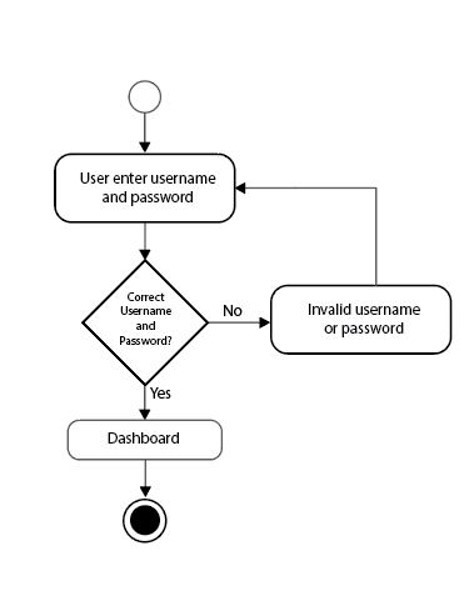 User enter username
and password
Correct
Username
and
Password?
No
Invalid username
or password
Yes
Dashboard